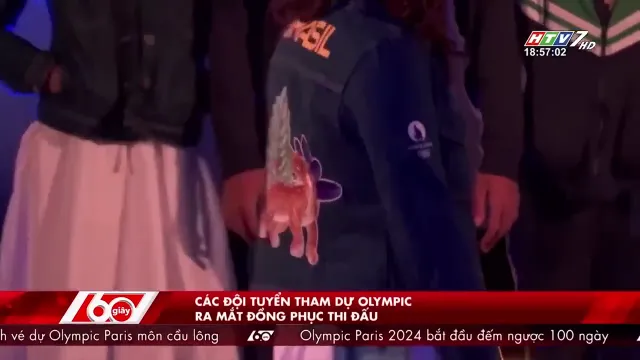 HTV7 HD
18:57:02
60 giây
CÁC ĐỘI TUYỂN THAM DỰ OLYMPIC
RA MẮT ĐỒNG PHỤC THI ĐẤU
h vé dự Olympic Paris môn cầu lông
Olympic Paris 2024 bắt đầu đếm ngược 100 ngày